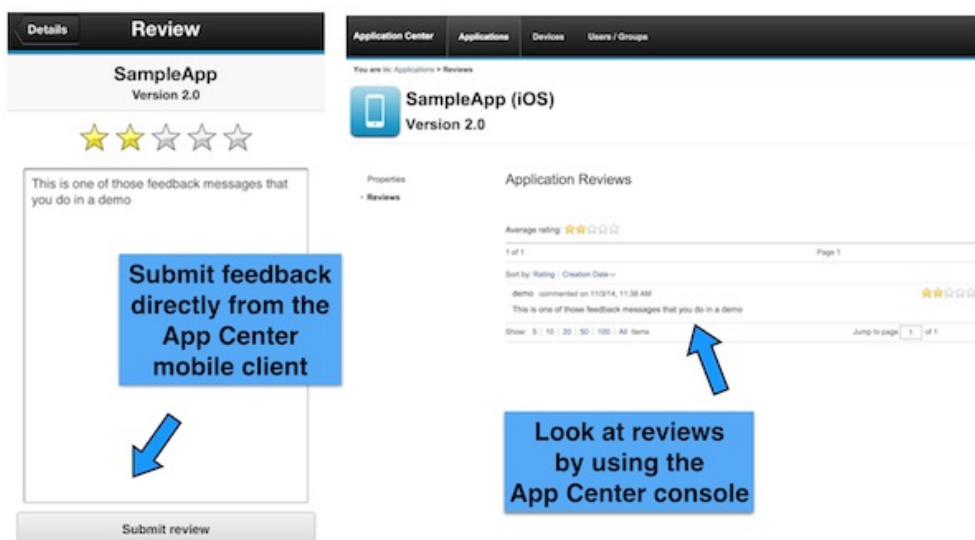 Details
Review
SampleApp
Version 2.0
This is one of those feedback messages that
you do in a demo
Submit feedback
directly from the
App Center
mobile client
Submit review
Application Center Applications Devices Users / Groups
You are in: Applications > Reviews
SampleApp (iOS)
Version 2.0
Properties
Reviews
Application Reviews
Average rating:
1 of 1 Page 1
Sort by: Rating | Creation Date
demo commented on 11/3/14, 11:38 AM
This is one of those feedback messages that you do in a demo
Show: 5 | 10 | 20 | 50 | 100 | All items Jump to page 1 of 1
Look at reviews
by using the
App Center console